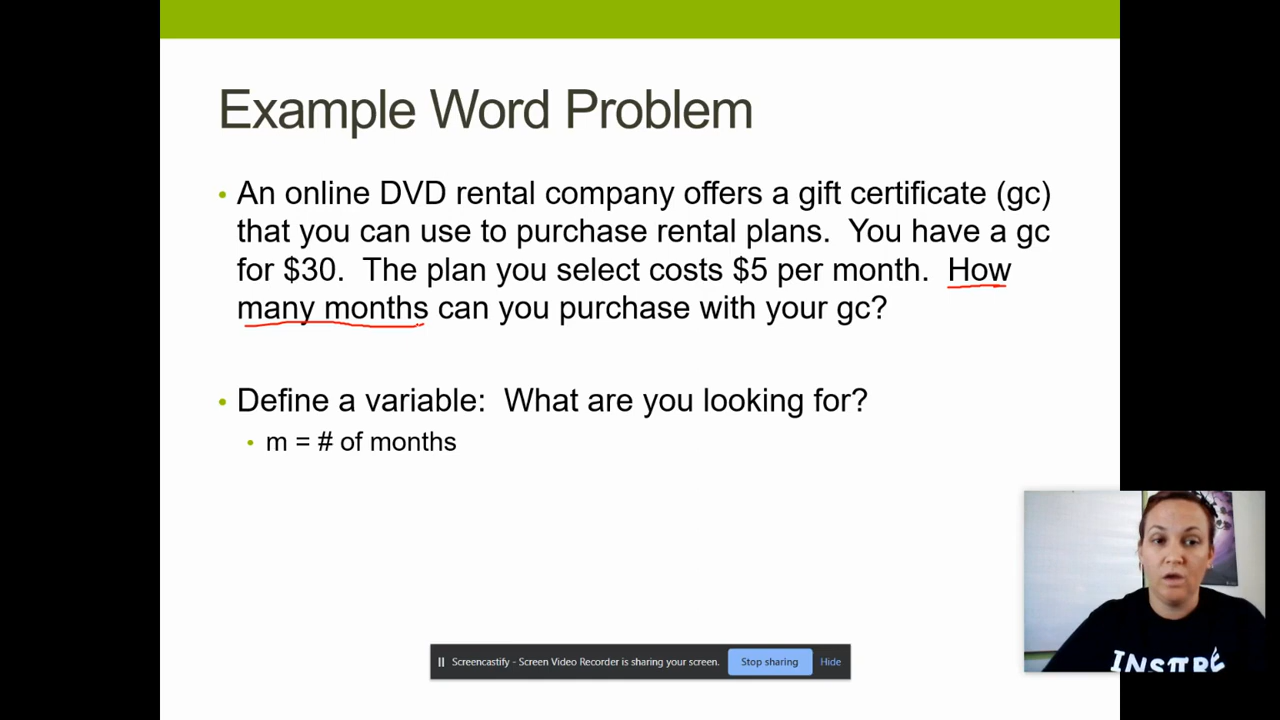 Example Word Problem
• An online DVD rental company offers a gift certificate (gc)
that you can use to purchase rental plans.  You have a gc
for $30.  The plan you select costs $5 per month.  How
many months can you purchase with your gc?
• Define a variable:  What are you looking for?
• m = # of months
INSΠRE
Screencastify - Screen Video Recorder is sharing your screen.
Stop sharing
Hide